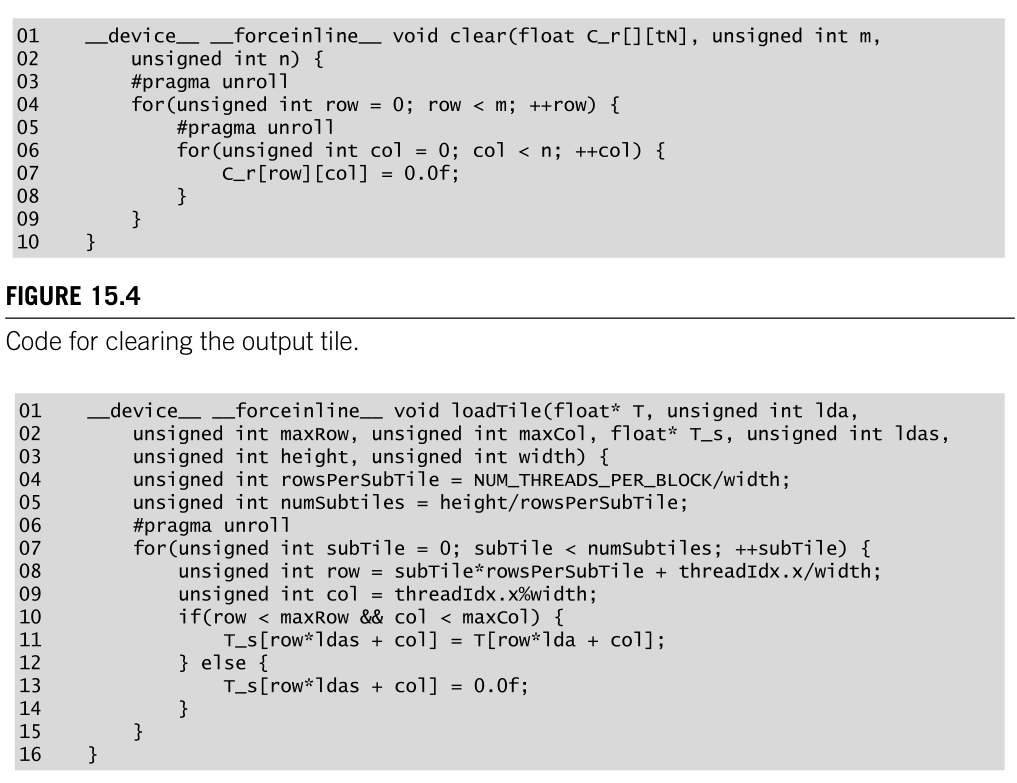 01 __device__ __forceinline__ void clear(float C_r[][tN], unsigned int m,
02 unsigned int n) {
03 #pragma unroll
04 for(unsigned int row = 0; row < m; ++row) {
05 #pragma unroll
06 for(unsigned int col = 0; col < n; ++col) {
07 C_r[row][col] = 0.0f;
08 }
09 }
10 }
FIGURE 15.4
Code for clearing the output tile.
01 __device__ __forceinline__ void loadTile(float* T, unsigned int lda,
02 unsigned int maxRow, unsigned int maxCol, float* T_s, unsigned int ldas,
03 unsigned int height, unsigned int width) {
04 unsigned int rowsPerSubTile = NUM_THREADS_PER_BLOCK/width;
05 unsigned int numSubtiles = height/rowsPerSubTile;
06 #pragma unroll
07 for(unsigned int subTile = 0; subTile < numSubtiles; ++subTile) {
08 unsigned int row = subTile*rowsPerSubTile + threadIdx.x/width;
09 unsigned int col = threadIdx.x%width;
10 if(row < maxRow && col < maxCol) {
11 T_s[row*ldas + col] = T[row*lda + col];
12 } else {
13 T_s[row*ldas + col] = 0.0f;
14 }
15 }
16 }